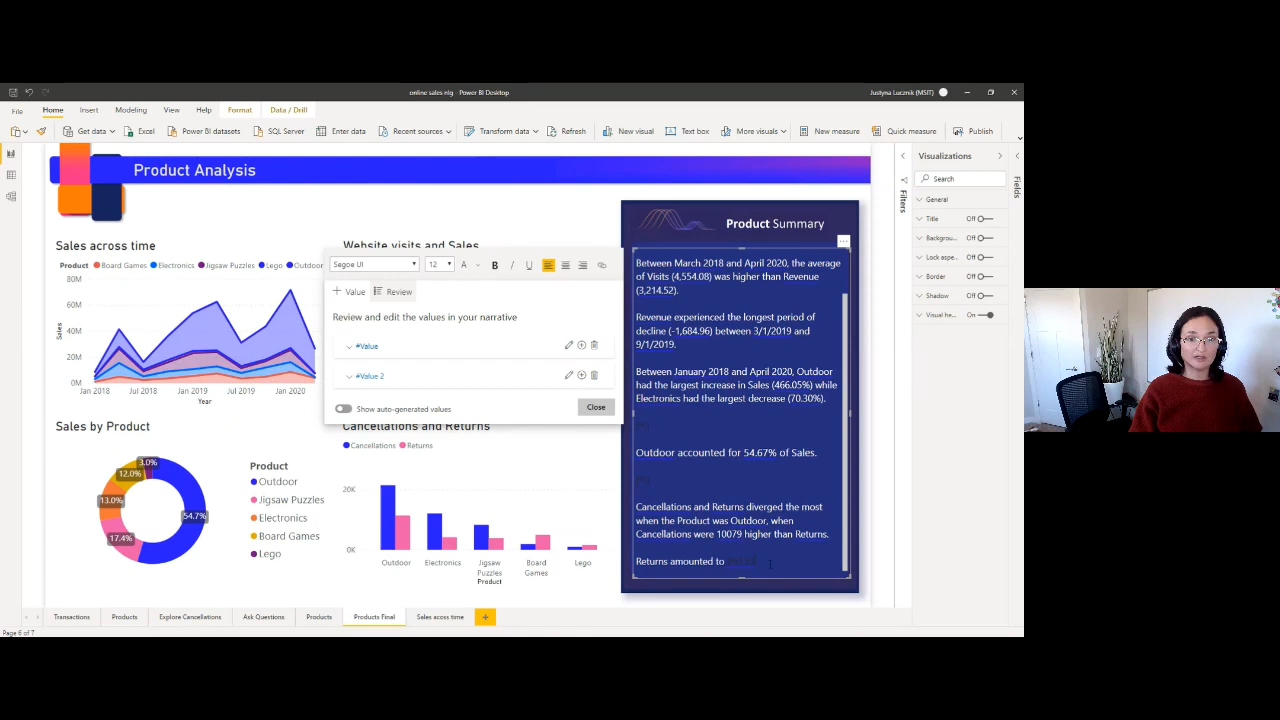 online sales nlg - Power BI Desktop
Justyna Lucznik (MSIT)
File
Home
Insert
Modeling
View
Help
Format
Data / Drill
Get data
Excel
Power BI datasets
SQL Server
Enter data
Recent sources
Transform data
Refresh
New visual
Text box
More visuals
New measure
Quick measure
Publish
Product Analysis
Sales across time
Product
Board Games
Electronics
Jigsaw Puzzles
Lego
Outdoor
80M
60M
40M
20M
0M
Sales
Jan 2018
Jul 2018
Jan 2019
Jul 2019
Jan 2020
Year
Website visits and Sales
Segoe UI
12
A
B
I
U
+ Value
Review
Review and edit the values in your narrative
#Value
#Value 2
Show auto-generated values
Close
Sales by Product
3.0%
12.0%
13.0%
17.4%
54.7%
Product
Outdoor
Jigsaw Puzzles
Electronics
Board Games
Lego
Cancellations and Returns
Cancellations
Returns
20K
0K
Outdoor
Electronics
Jigsaw
Puzzles
Board
Games
Lego
Product
Product Summary
Between March 2018 and April 2020, the average
of Visits (4,554.08) was higher than Revenue
(3,214.52).
Revenue experienced the longest period of
decline (-1,684.96) between 3/1/2019 and
9/1/2019.
Between January 2018 and April 2020, Outdoor
had the largest increase in Sales (466.05%) while
Electronics had the largest decrease (70.30%).
Outdoor accounted for 54.67% of Sales.
Cancellations and Returns diverged the most
when the Product was Outdoor, when
Cancellations were 10079 higher than Returns.
Returns amounted to
Filters
Visualizations
Search
General
Title
Off
Backgrou...
Off
Lock aspe...
Off
Border
Off
Shadow
Off
Visual he...
On
Fields
Transactions
Products
Explore Cancellations
Ask Questions
Products
Products Final
Sales across time
+
Page 6 of 7